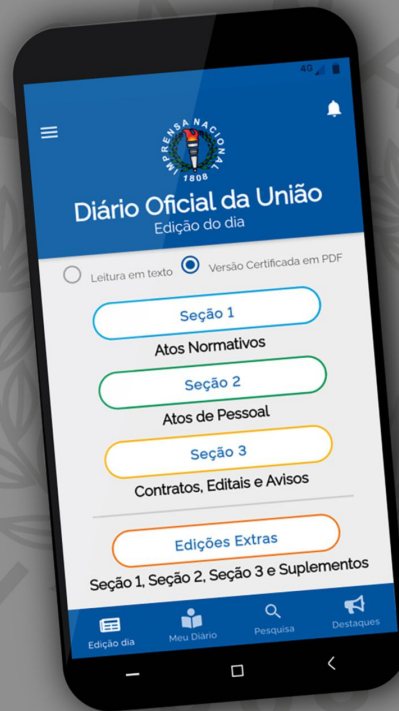 4G
IMPRENSA NACIONAL
1808
Diário Oficial da União
Edição do dia
Leitura em texto Versão Certificada em PDF
Seção 1
Atos Normativos
Seção 2
Atos de Pessoal
Seção 3
Contratos, Editais e Avisos
Edições Extras
Seção 1, Seção 2, Seção 3 e Suplementos
Edição dia Meu Diário Pesquisa Destaques